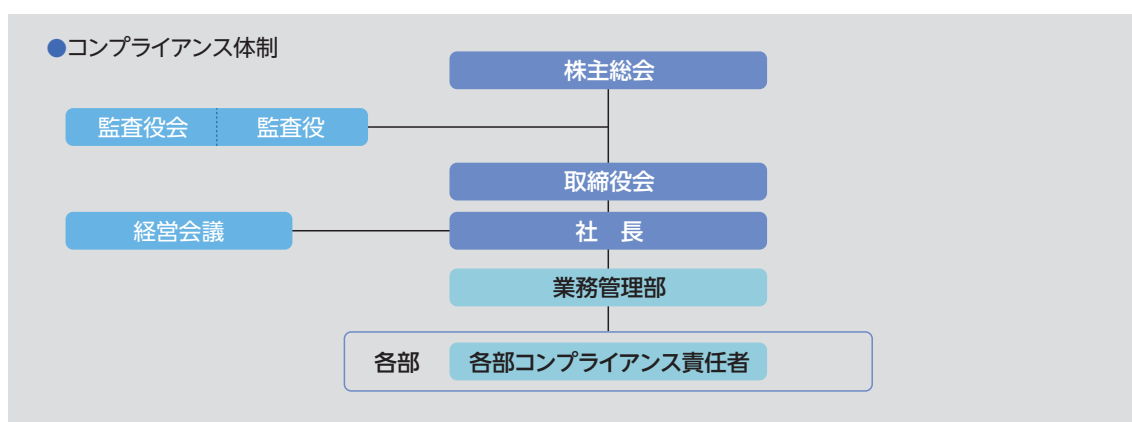 ●コンプライアンス体制
株主総会
監査役会 監査役
取締役会
経営会議
社　長
業務管理部
各部 各部コンプライアンス責任者